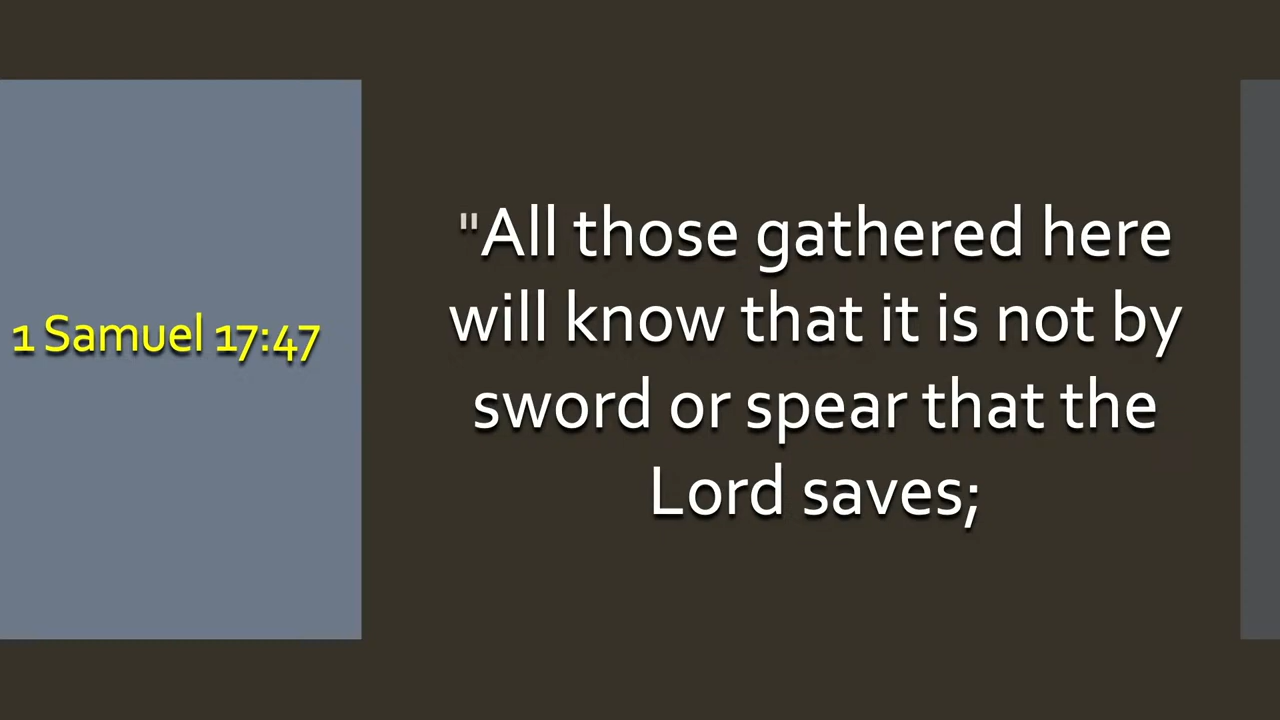 1 Samuel 17:47
"All those gathered here
will know that it is not by
sword or spear that the
Lord saves;